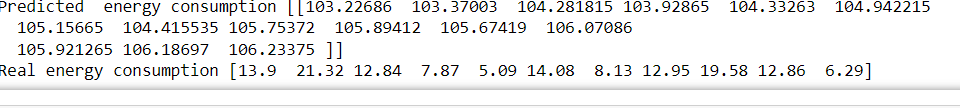 Predicted  energy consumption [[103.22686  103.37003  104.281815 103.92865  104.33263  104.942215
  105.15665  104.415535 105.75372  105.89412  105.67419  106.07086
  105.921265 106.18697  106.23375 ]]
Real energy consumption [13.9  21.32 12.84  7.87  5.09 14.08  8.13 12.95 19.58 12.86  6.29]